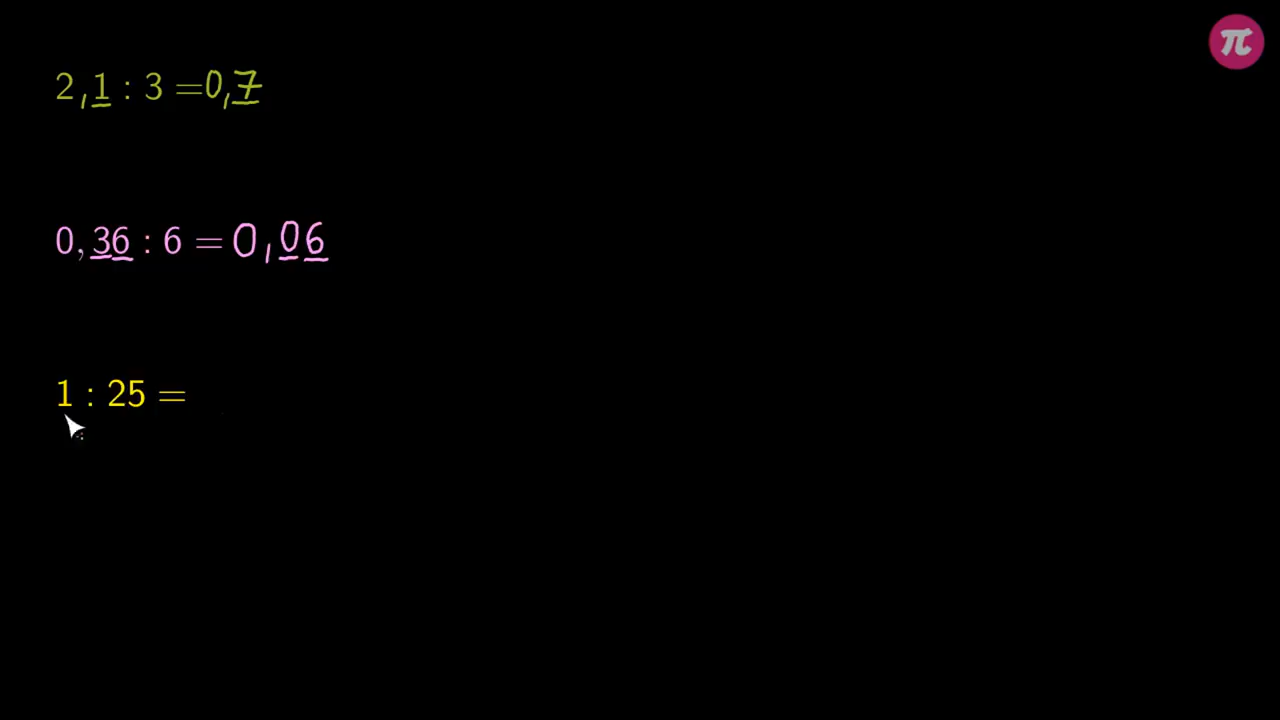 π
2,1 : 3 = 0,7
0,36 : 6 = 0,06
1 : 25 =